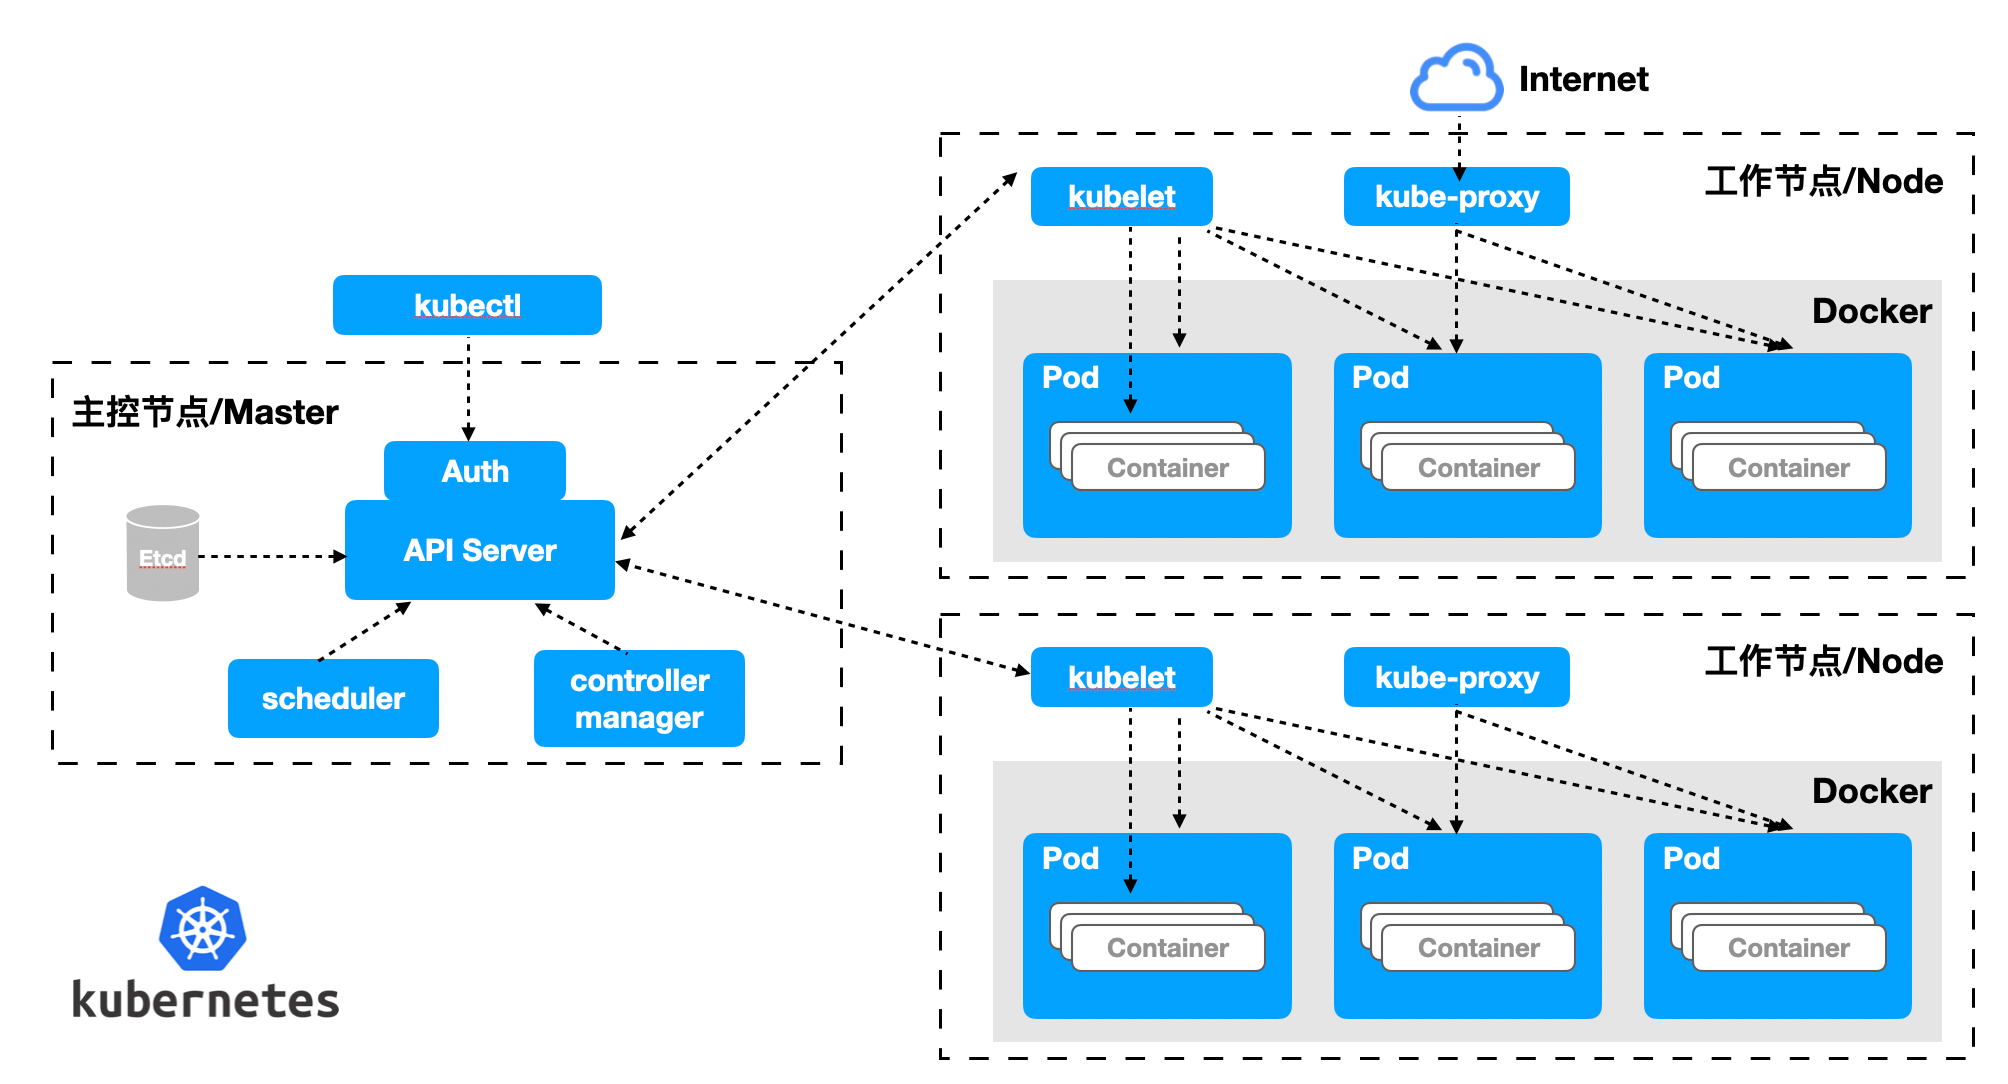 Internet
kubectl
主控节点/Master
Auth
API Server
Etcd
scheduler
controller
manager
kubernetes
工作节点/Node
kubelet
kube-proxy
Docker
Pod
Container
Pod
Container
Pod
Container
工作节点/Node
kubelet
kube-proxy
Docker
Pod
Container
Pod
Container
Pod
Container